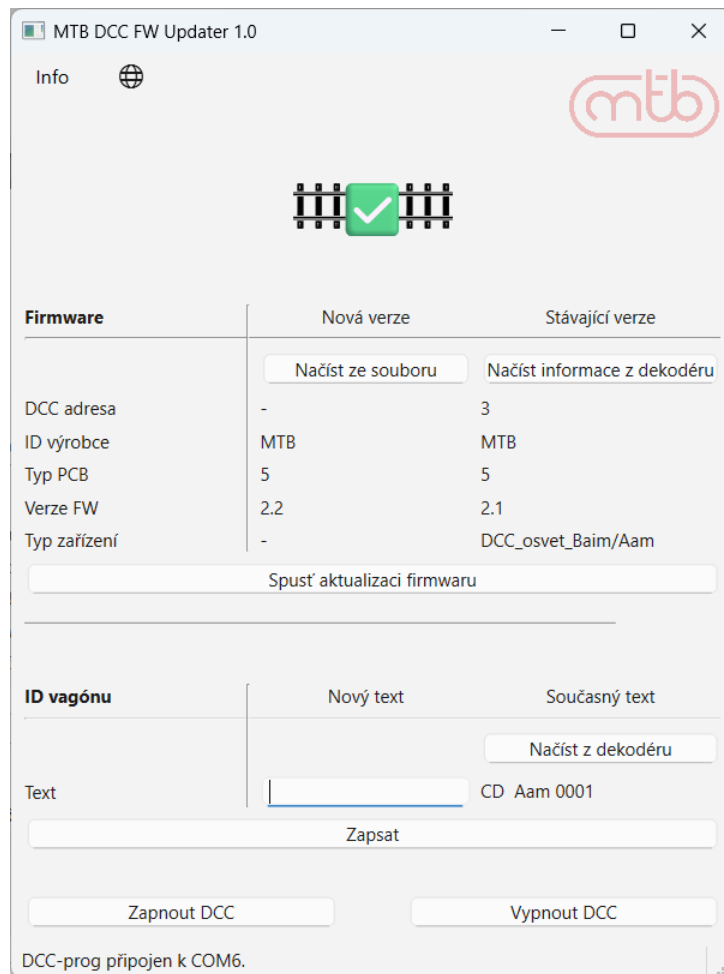 MTB DCC FW Updater 1.0
Info
mtb
Firmware Nová verze Stávající verze
Načíst ze souboru Načíst informace z dekodéru
DCC adresa - 3
ID výrobce MTB MTB
Typ PCB 5 5
Verze FW 2.2 2.1
Typ zařízení - DCC_osvet_Baim/Aam
Spusť aktualizaci firmwaru
ID vagónu Nový text Současný text
Načíst z dekodéru
Text CD Aam 0001
Zapsat
Zapnout DCC Vypnout DCC
DCC-prog připojen k COM6.